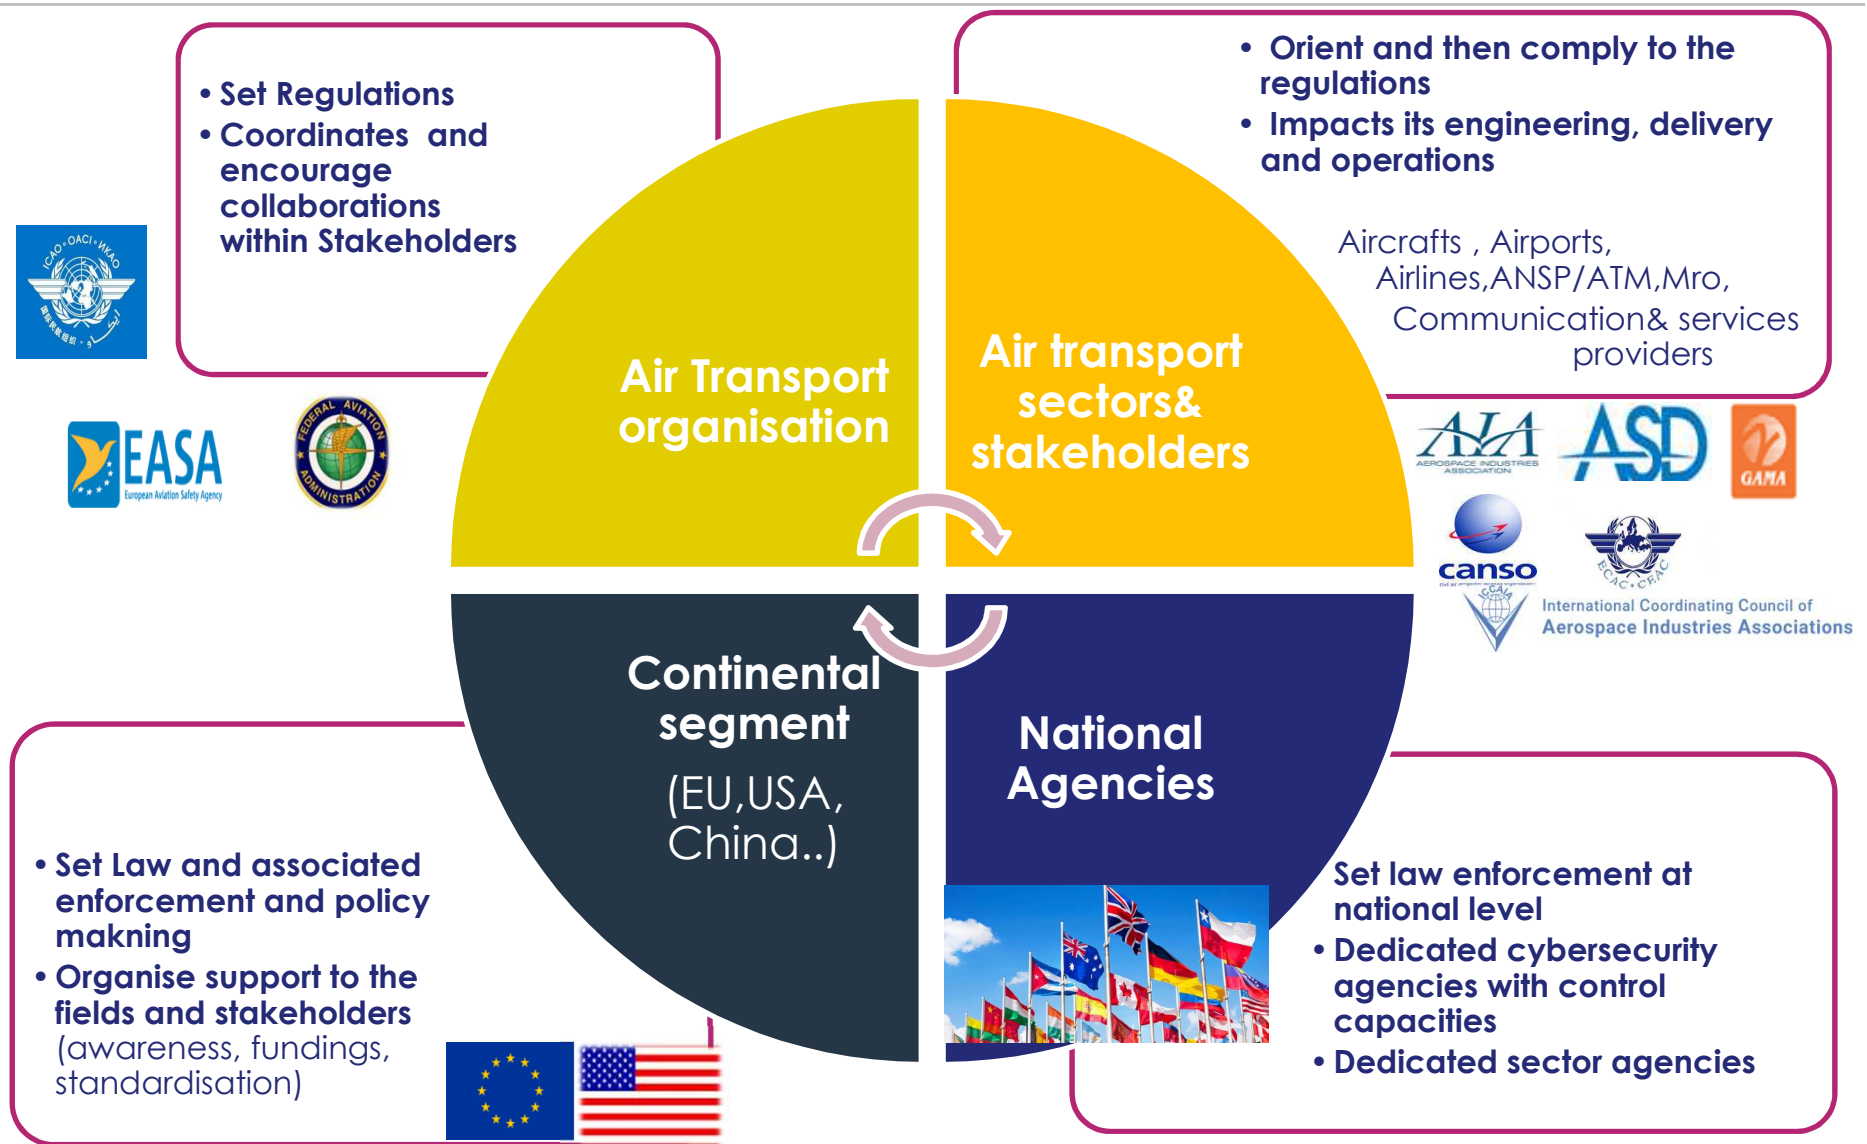 • Set Regulations
• Coordinates and
encourage
collaborations
within Stakeholders
• Orient and then comply to the
regulations
• Impacts its engineering, delivery
and operations
Aircrafts , Airports,
Airlines,ANSP/ATM,Mro,
Communication& services
providers
ICAO • OACI • ИКАО
EASA
European Aviation Safety Agency
FEDERAL AVIATION
ADMINISTRATION
Air Transport
organisation
Air transport
sectors&
stakeholders
AIA
AEROSPACE INDUSTRIES
ASSOCIATION
ASD
GAMA
canso
ECAC • CEAC
ICCAIA
International Coordinating Council of
Aerospace Industries Associations
Continental
segment
(EU,USA,
China..)
National
Agencies
• Set Law and associated
enforcement and policy
makning
• Organise support to the
fields and stakeholders
(awareness, fundings,
standardisation)
Set law enforcement at
national level
• Dedicated cybersecurity
agencies with control
capacities
• Dedicated sector agencies